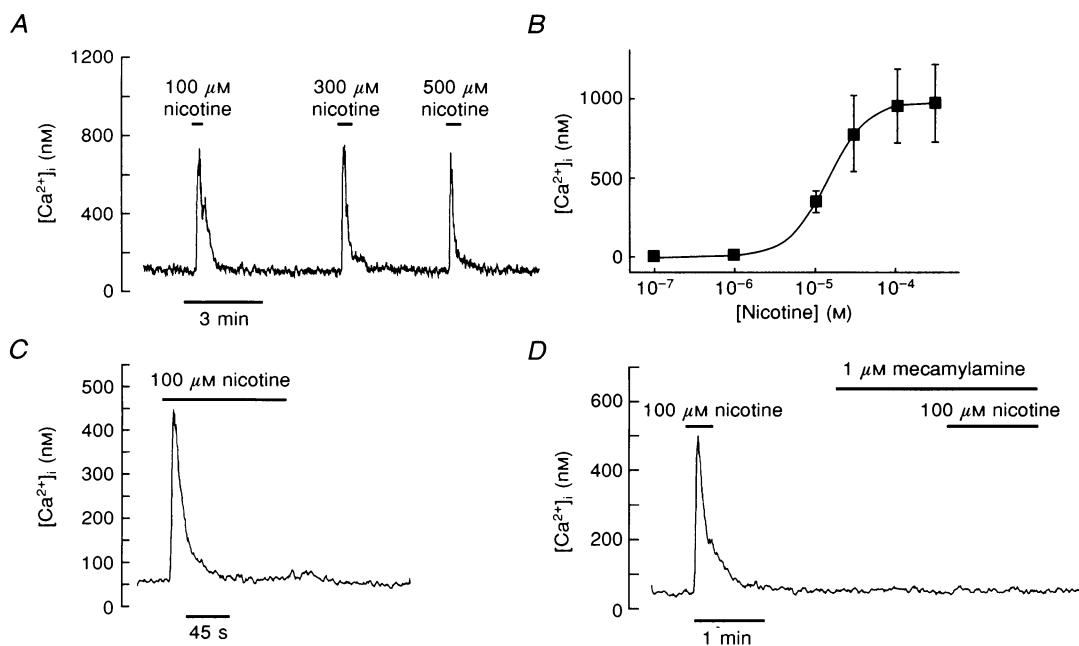 A
1200
800
400
0
[Ca²⁺]ᵢ (nM)
100 μM nicotine
300 μM nicotine
500 μM nicotine
3 min
B
1000
500
0
[Ca²⁺]ᵢ (nM)
10⁻⁷ 10⁻⁶ 10⁻⁵ 10⁻⁴
[Nicotine] (M)
C
500
450
400
300
200
100
50
0
[Ca²⁺]ᵢ (nM)
100 μM nicotine
45 s
D
600
400
200
0
[Ca²⁺]ᵢ (nM)
100 μM nicotine
1 μM mecamylamine
100 μM nicotine
1 min